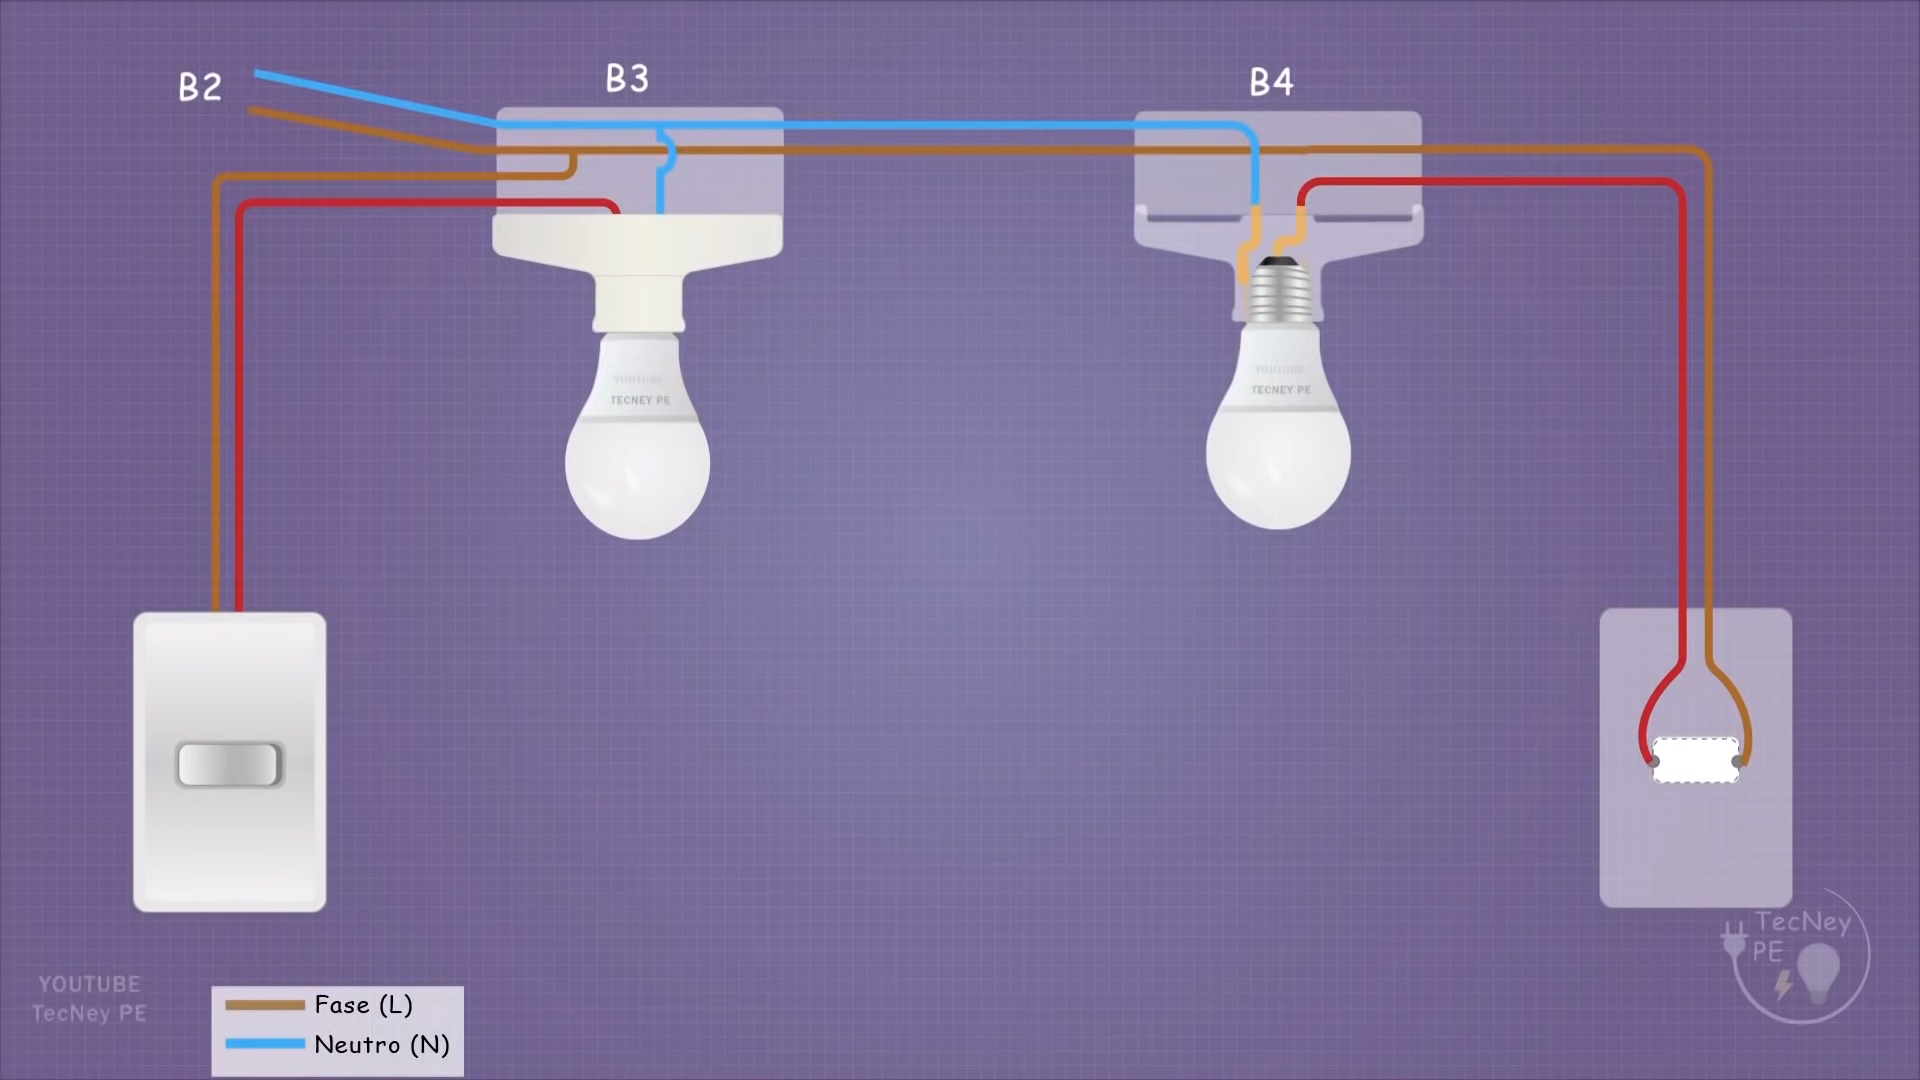 B2
B3
B4
YOUTUBE
TECNEY PE
YOUTUBE
TECNEY PE
TecNey
PE
YOUTUBE
TecNey PE
Fase (L)
Neutro (N)